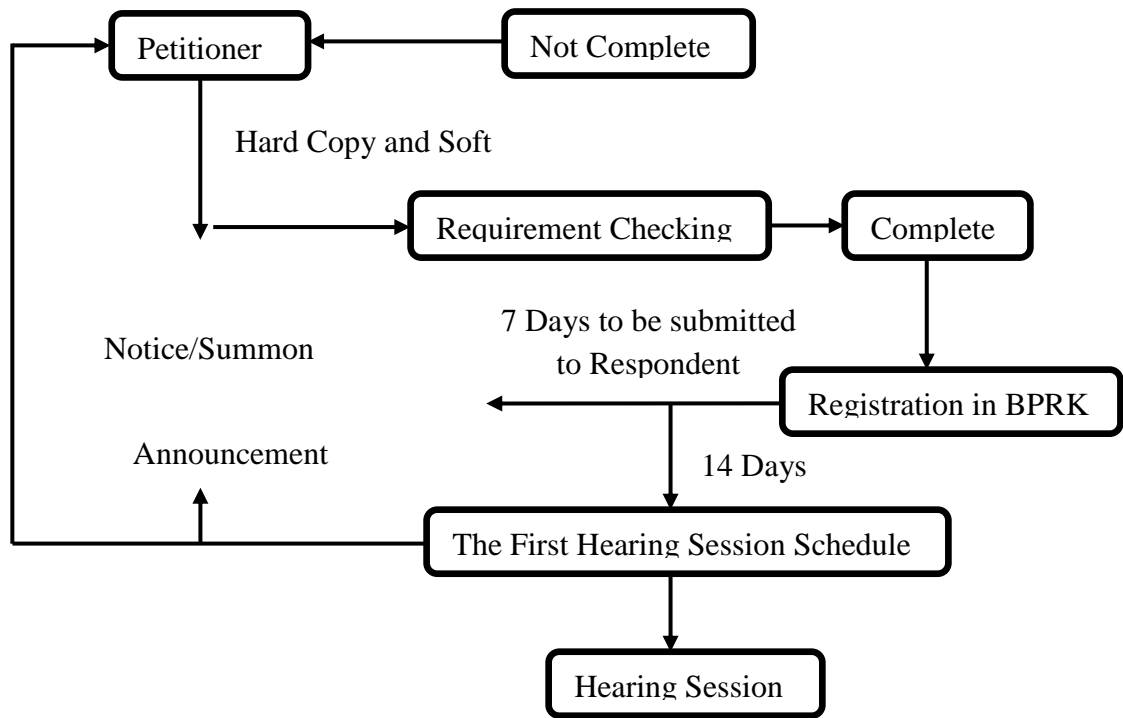 Petitioner
Not Complete
Hard Copy and Soft
Requirement Checking
Complete
7 Days to be submitted
to Respondent
Notice/Summon
Registration in BPRK
Announcement
14 Days
The First Hearing Session Schedule
Hearing Session